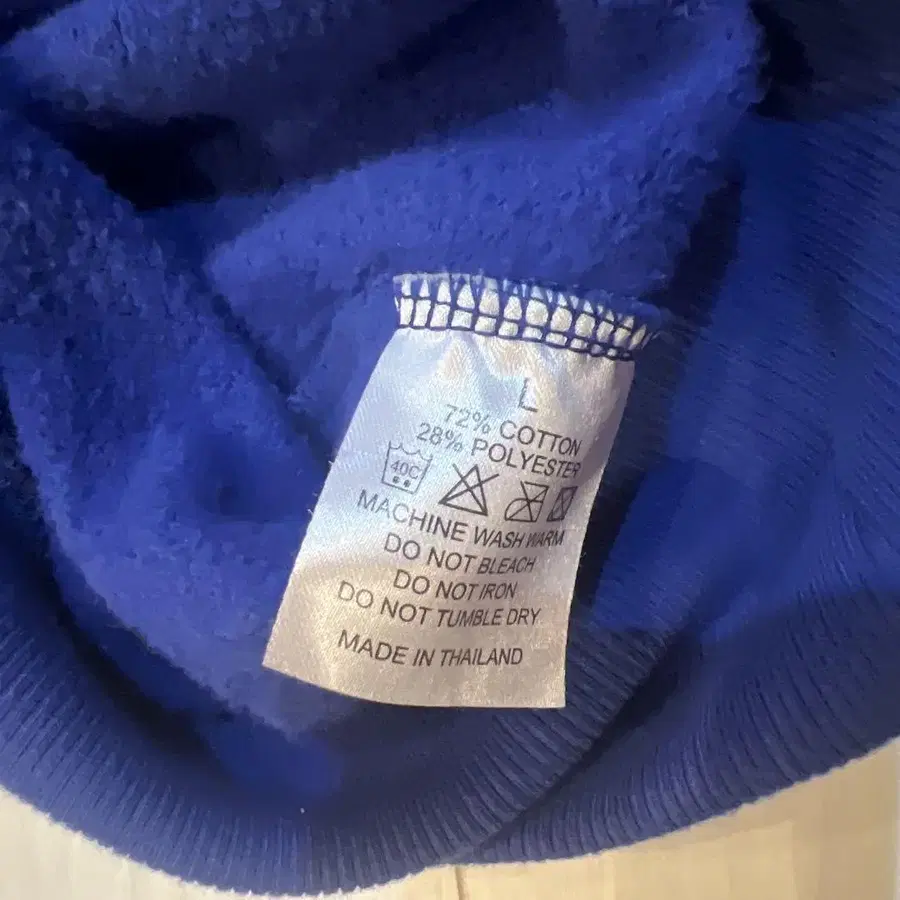 L
72% COTTON
28% POLYESTER
40C
MACHINE WASH WARM
DO NOT BLEACH
DO NOT IRON
DO NOT TUMBLE DRY
MADE IN THAILAND